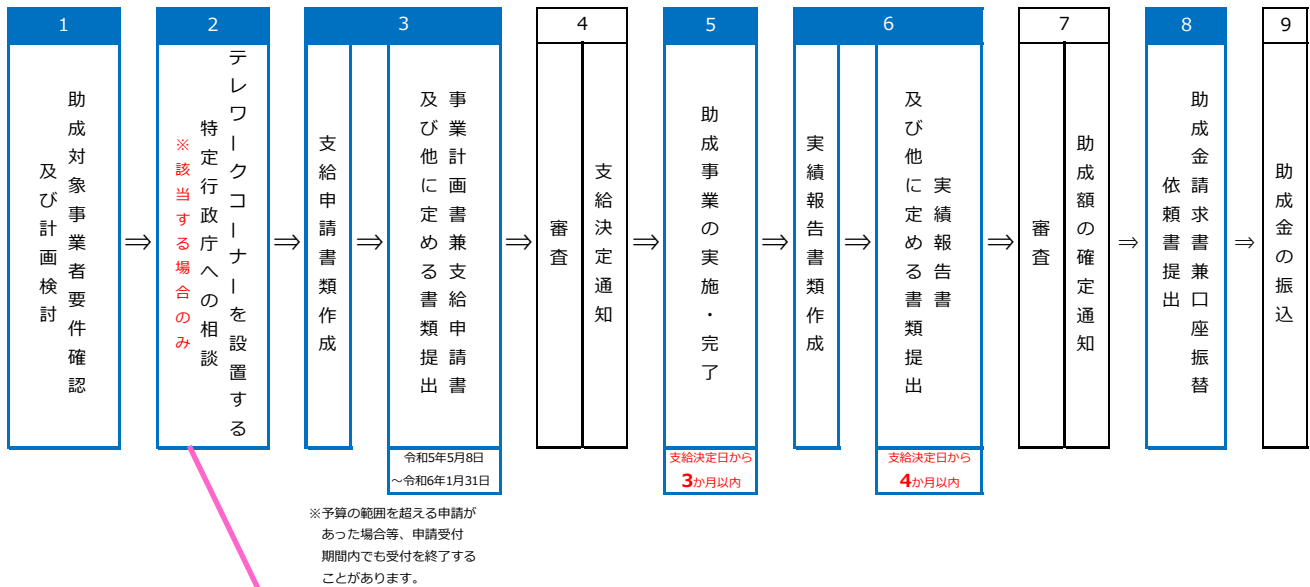 1
助成対象事業者要件確認
及び計画検討
⇒
2
テレワークコーナーを設置する
特定行政庁への相談
※該当する場合のみ
⇒
3
支給申請書類作成
⇒
事業計画書兼支給申請書
及び他に定める書類提出
令和5年5月8日
～令和6年1月31日
※予算の範囲を超える申請が
あった場合等、申請受付
期間内でも受付を終了する
ことがあります。
⇒
4
審査
支給決定通知
⇒
5
助成事業の実施・完了
支給決定日から
3か月以内
⇒
6
実績報告書類作成
⇒
実績報告書
及び他に定める書類提出
支給決定日から
4か月以内
⇒
7
審査
助成額の確定通知
⇒
8
助成金請求書兼口座振替
依頼書提出
⇒
9
助成金の振込